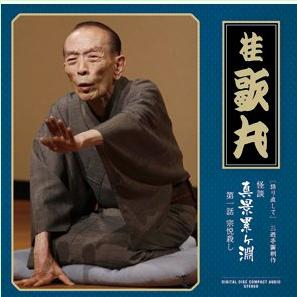 桂歌丸
「語り直して」三遊亭圓朝作
怪談
真景累ヶ淵
第一話 宗悦殺し
DIGITAL DISC COMPACT AUDIO
STEREO